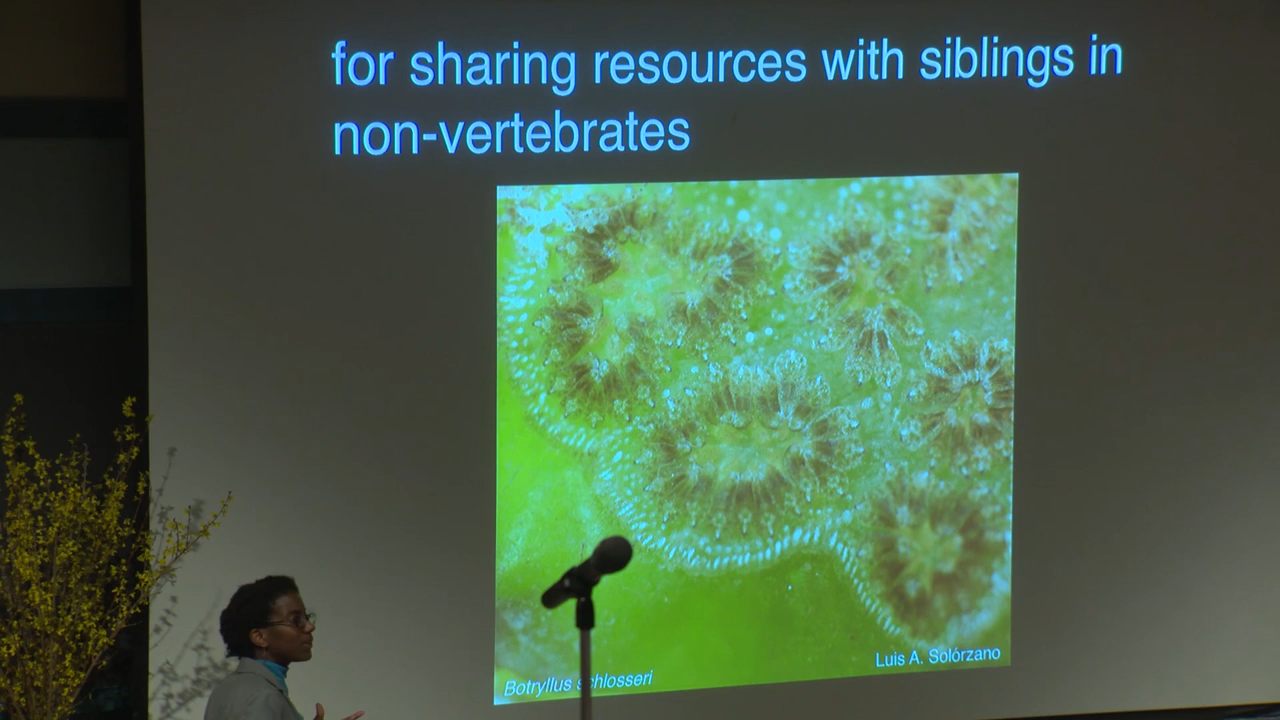 for sharing resources with siblings in
non-vertebrates
Luis A. Solórzano
Botryllus schlosseri